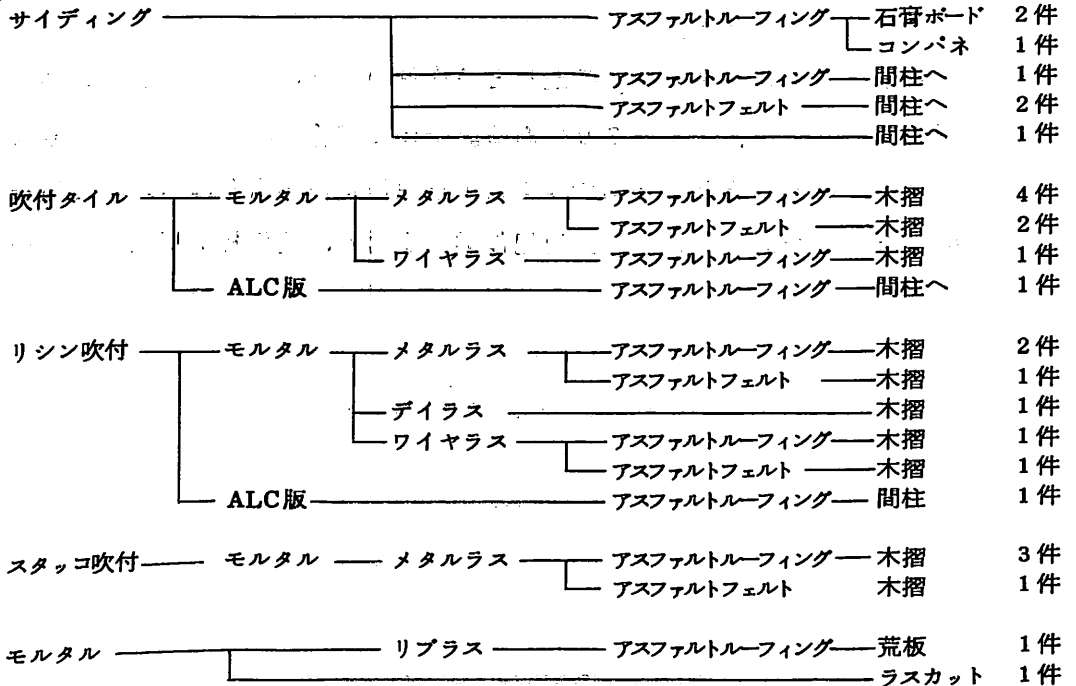 サイディング アスファルトルーフィング 石膏ボード 2件
コンパネ 1件
アスファルトルーフィング 間柱へ 1件
アスファルトフェルト 間柱へ 2件
間柱へ 1件
吹付タイル モルタル メタルラス アスファルトルーフィング 木摺 4件
アスファルトフェルト 木摺 2件
ワイヤラス アスファルトルーフィング 木摺 1件
ALC版 アスファルトルーフィング 間柱へ 1件
リシン吹付 モルタル メタルラス アスファルトルーフィング 木摺 2件
アスファルトフェルト 木摺 1件
デイラス 木摺 1件
ワイヤラス アスファルトルーフィング 木摺 1件
アスファルトフェルト 木摺 1件
ALC版 アスファルトルーフィング 間柱 1件
スタッコ吹付 モルタル メタルラス アスファルトルーフィング 木摺 3件
アスファルトフェルト 木摺 1件
モルタル リブラス アスファルトルーフィング 荒板 1件
ラスカット 1件